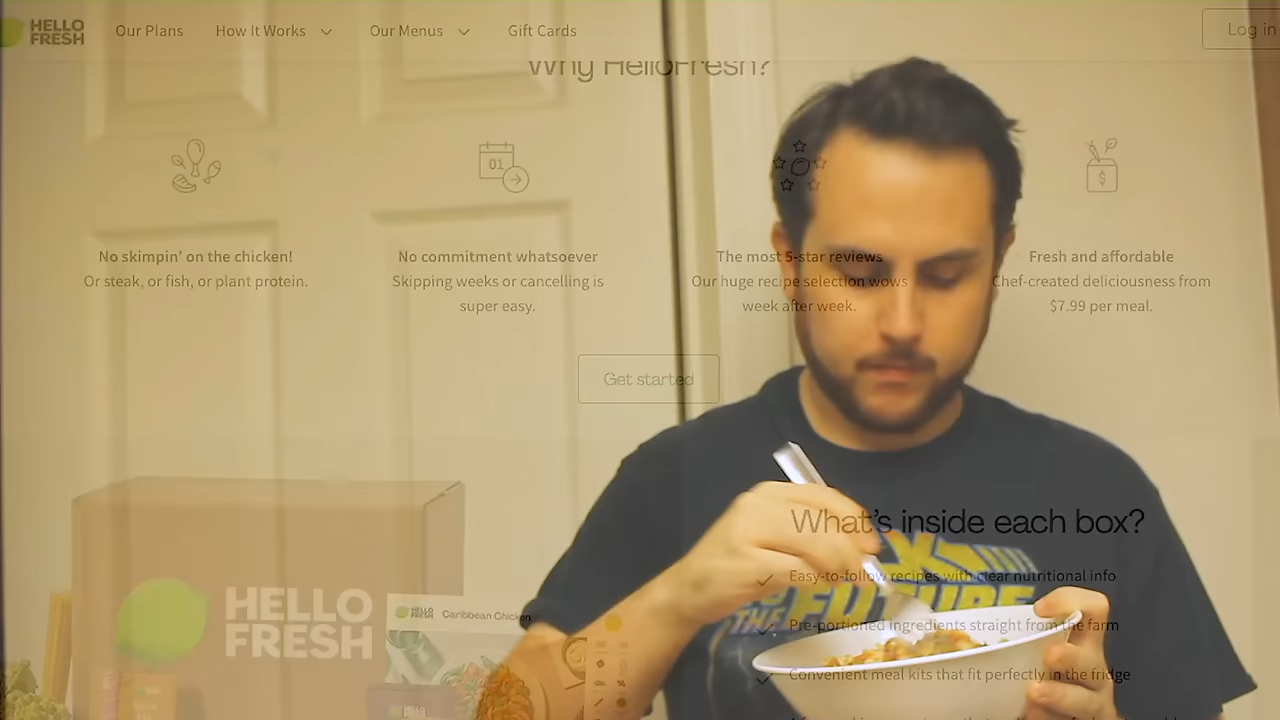 HELLO
FRESH
Our Plans
How It Works
Our Menus
Gift Cards
Log in
Why HelloFresh?
01
$
No skimpin' on the chicken!
Or steak, or fish, or plant protein.
No commitment whatsoever
Skipping weeks or cancelling is
super easy.
The most 5-star reviews
Our huge recipe selection wows
week after week.
Fresh and affordable
Chef-created deliciousness from
$7.99 per meal.
Get started
What's inside each box?
Easy-to-follow recipes with clear nutritional info
Pre-portioned ingredients straight from the farm
Convenient meal kits that fit perfectly in the fridge
HELLO
FRESH
HELLO
FRESH
Caribbean Chicken
HELLO
THE FUTURE